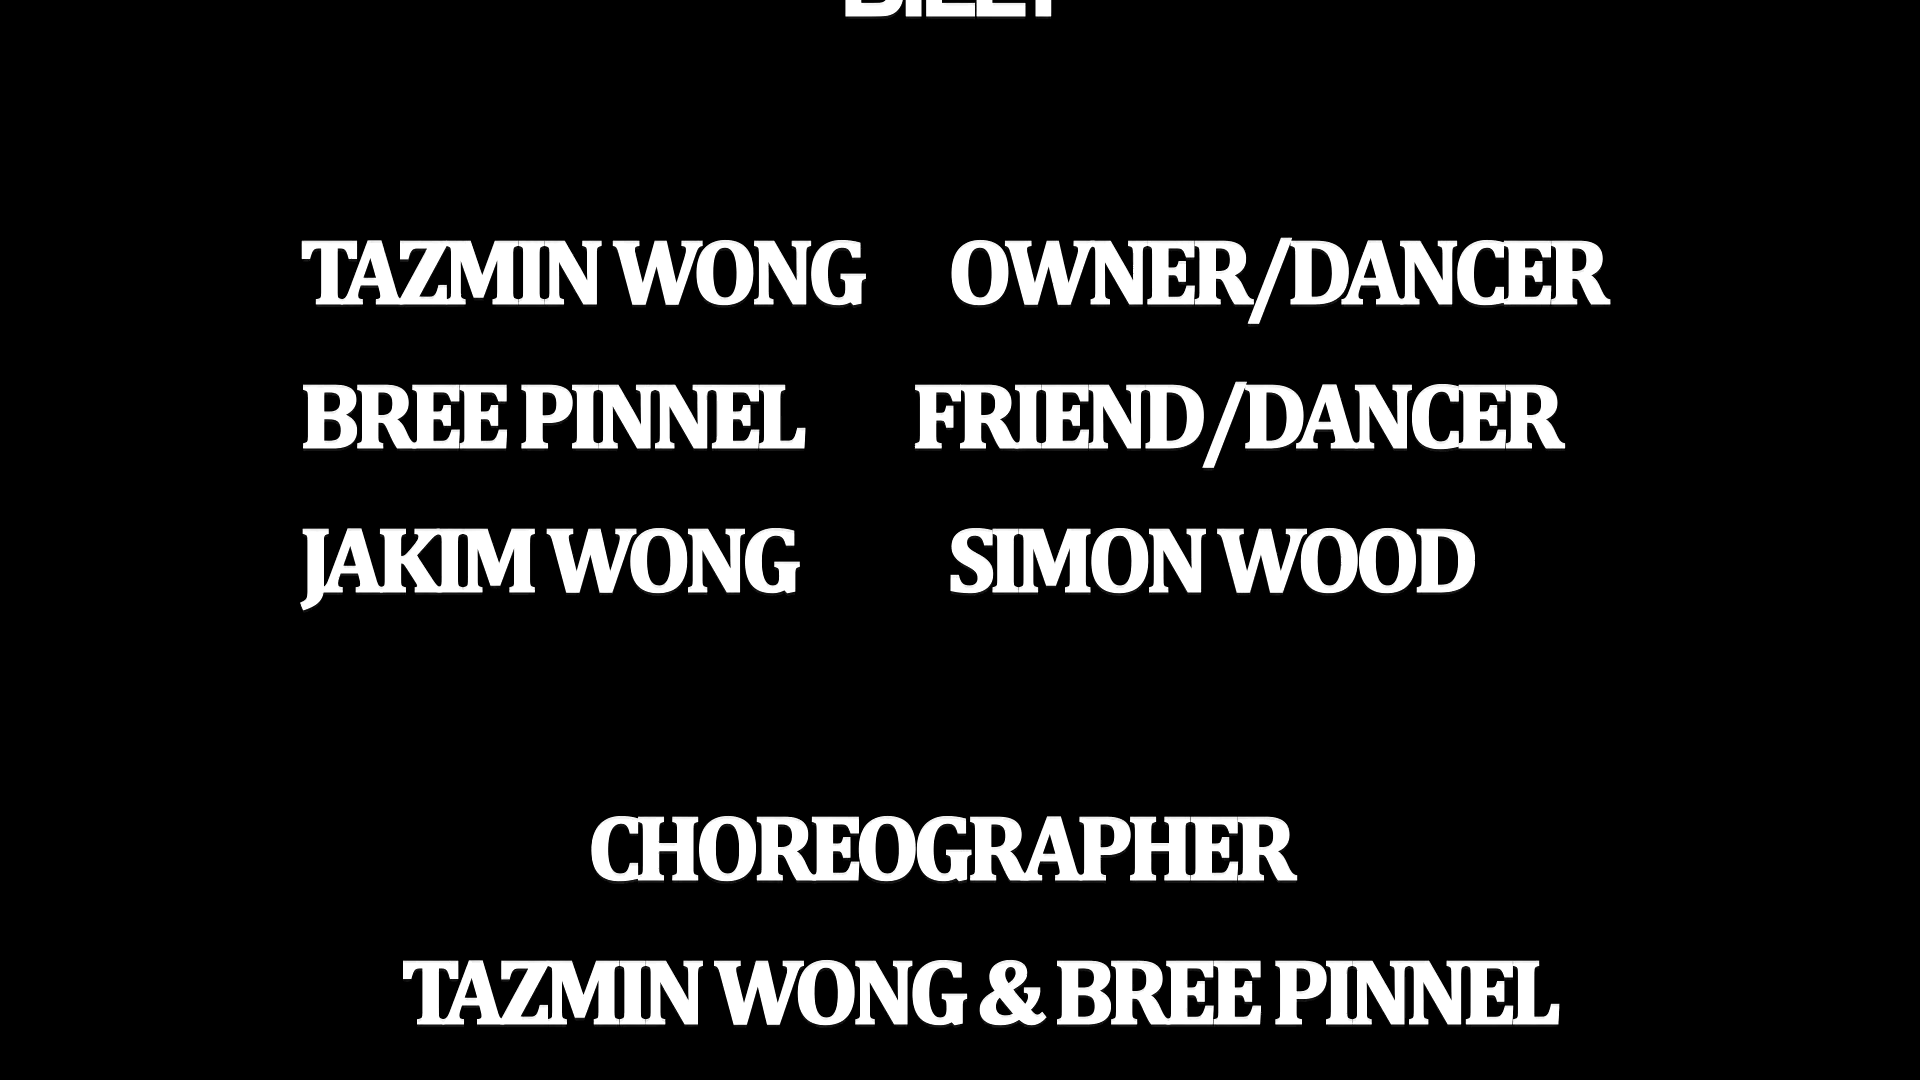 TAZMIN WONG OWNER/DANCER
BREE PINNEL FRIEND/DANCER
JAKIM WONG SIMON WOOD
CHOREOGRAPHER
TAZMIN WONG & BREE PINNEL